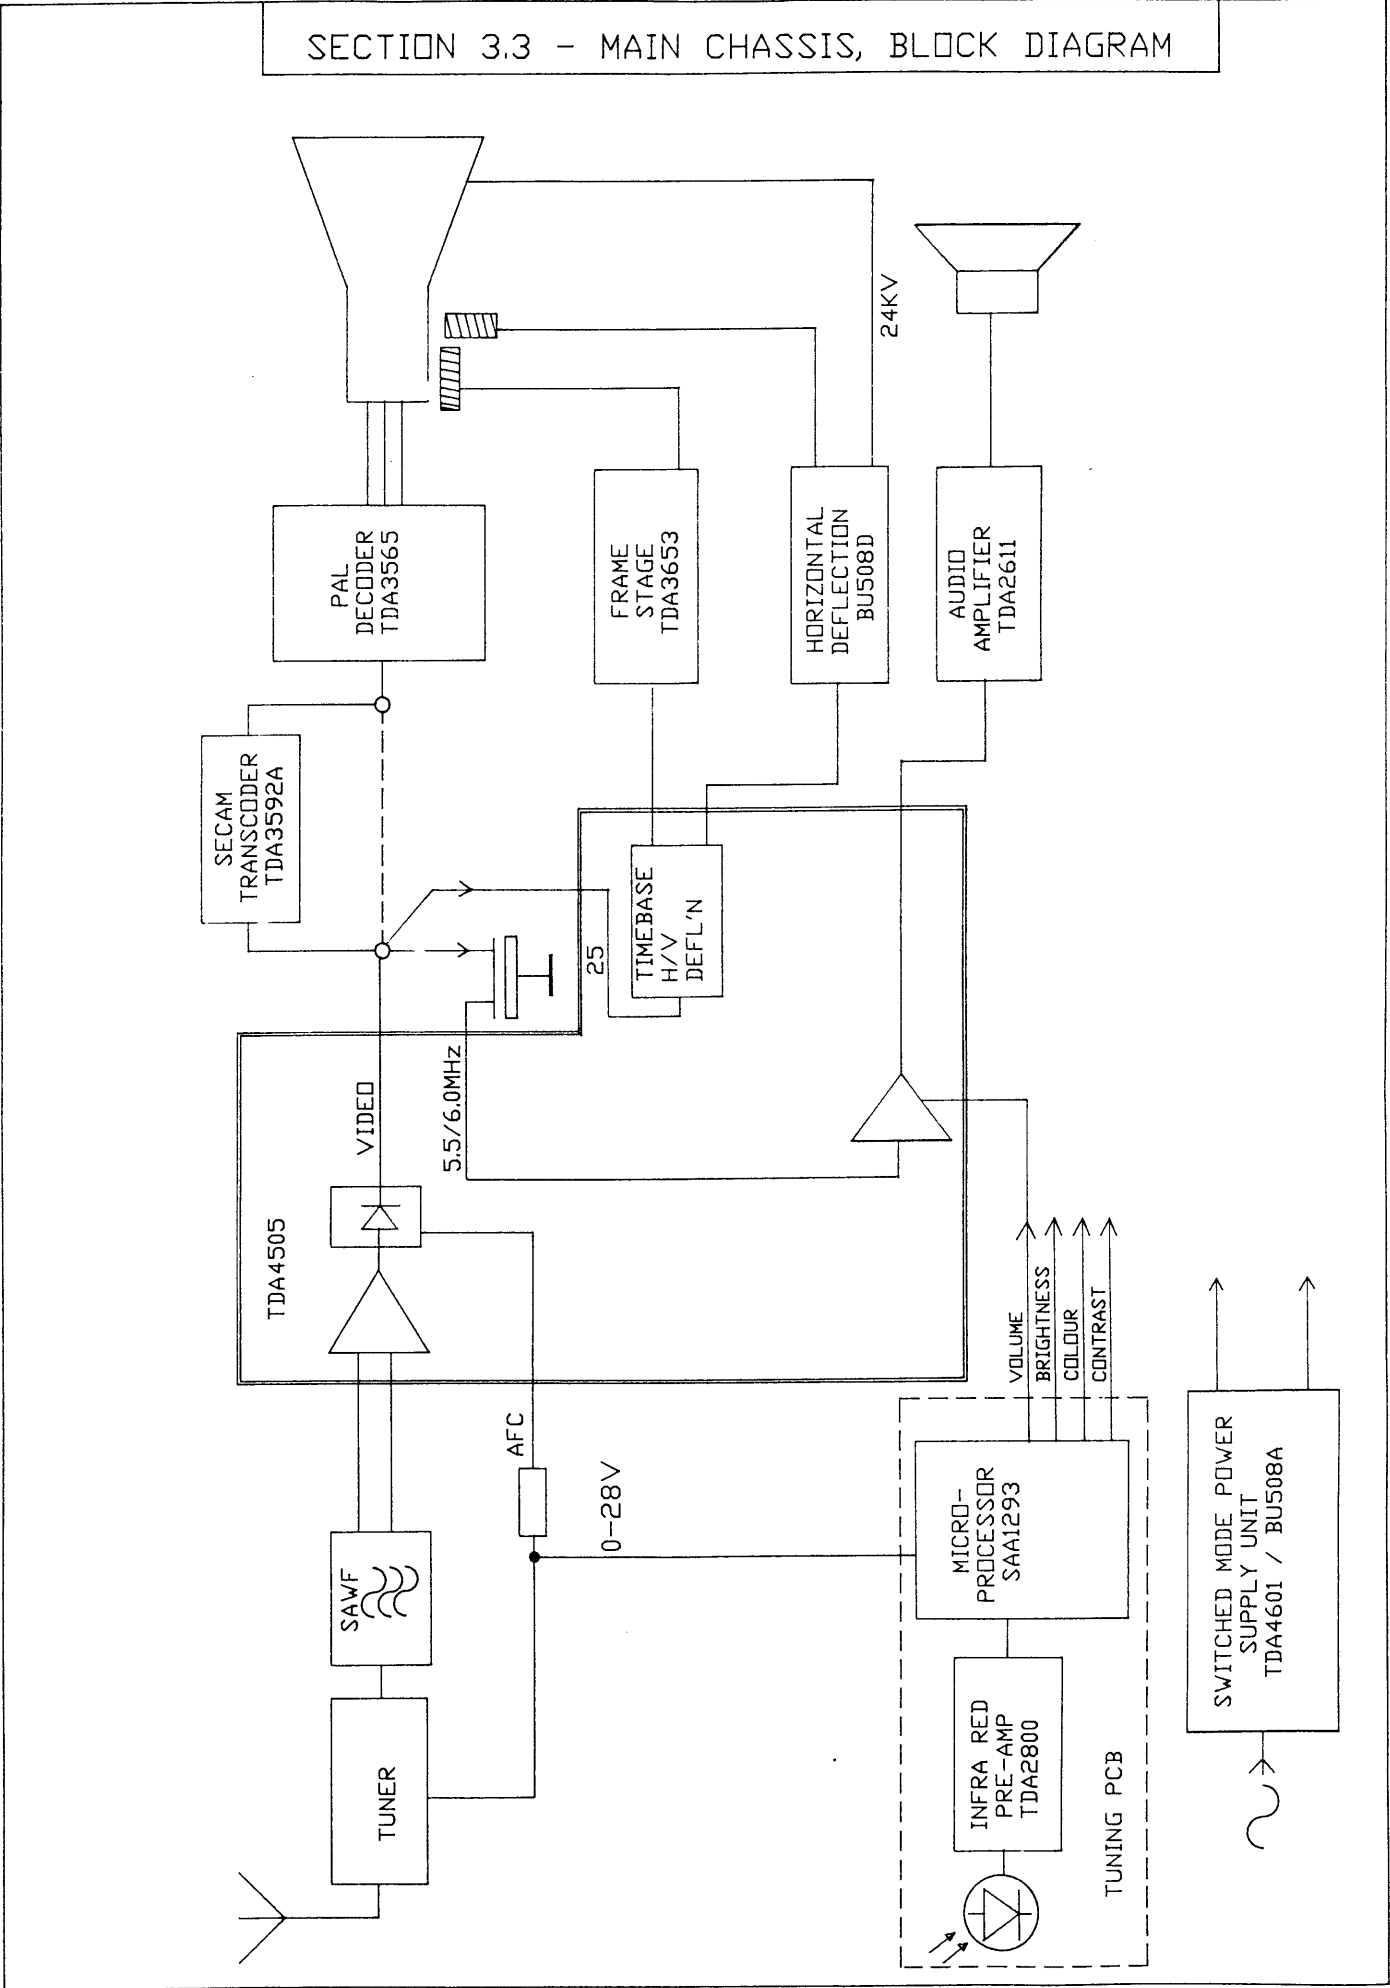 SECTION 3.3 - MAIN CHASSIS, BLOCK DIAGRAM
TUNER
SAWF
AFC
0-28V
TDA4505
VIDEO
5.5/6.0MHz
25
TIMEBASE
H/V
DEFL'N
SECAM
TRANSCODER
TDA3592A
PAL
DECODER
TDA3565
FRAME
STAGE
TDA3653
HORIZONTAL
DEFLECTION
BU508D
24KV
AUDIO
AMPLIFIER
TDA2611
INFRA RED
PRE-AMP
TDA2800
MICRO-
PROCESSOR
SAA1293
VOLUME
BRIGHTNESS
COLOUR
CONTRAST
TUNING PCB
SWITCHED MODE POWER
SUPPLY UNIT
TDA4601 / BU508A